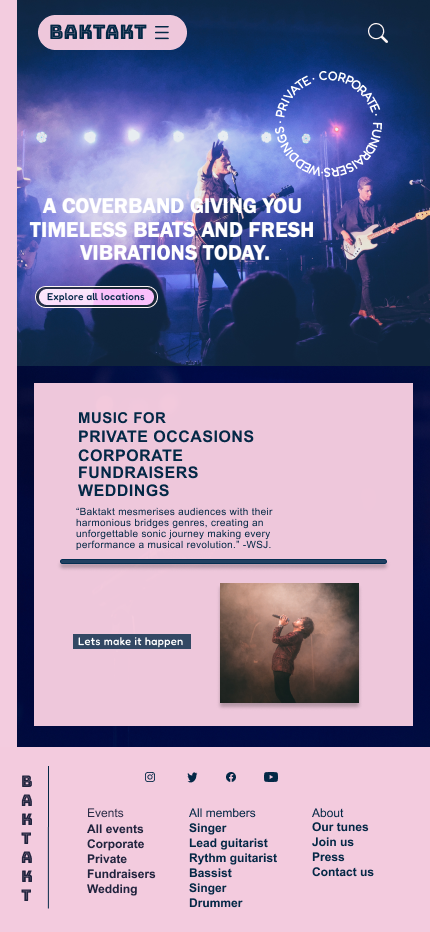 BAKTAKT
PRIVATE · CORPORATE · FUNDRAISERS · WEDDINGS ·
A COVERBAND GIVING YOU
TIMELESS BEATS AND FRESH
VIBRATIONS TODAY.
Explore all locations
MUSIC FOR
PRIVATE OCCASIONS
CORPORATE
FUNDRAISERS
WEDDINGS
“Baktakt mesmerises audiences with their
harmonious bridges genres, creating an
unforgettable sonic journey making every
performance a musical revolution.” -WSJ.
Lets make it happen
BAKTAKT
Events
All events
Corporate
Private
Fundraisers
Wedding
All members
Singer
Lead guitarist
Rythm guitarist
Bassist
Singer
Drummer
About
Our tunes
Join us
Press
Contact us